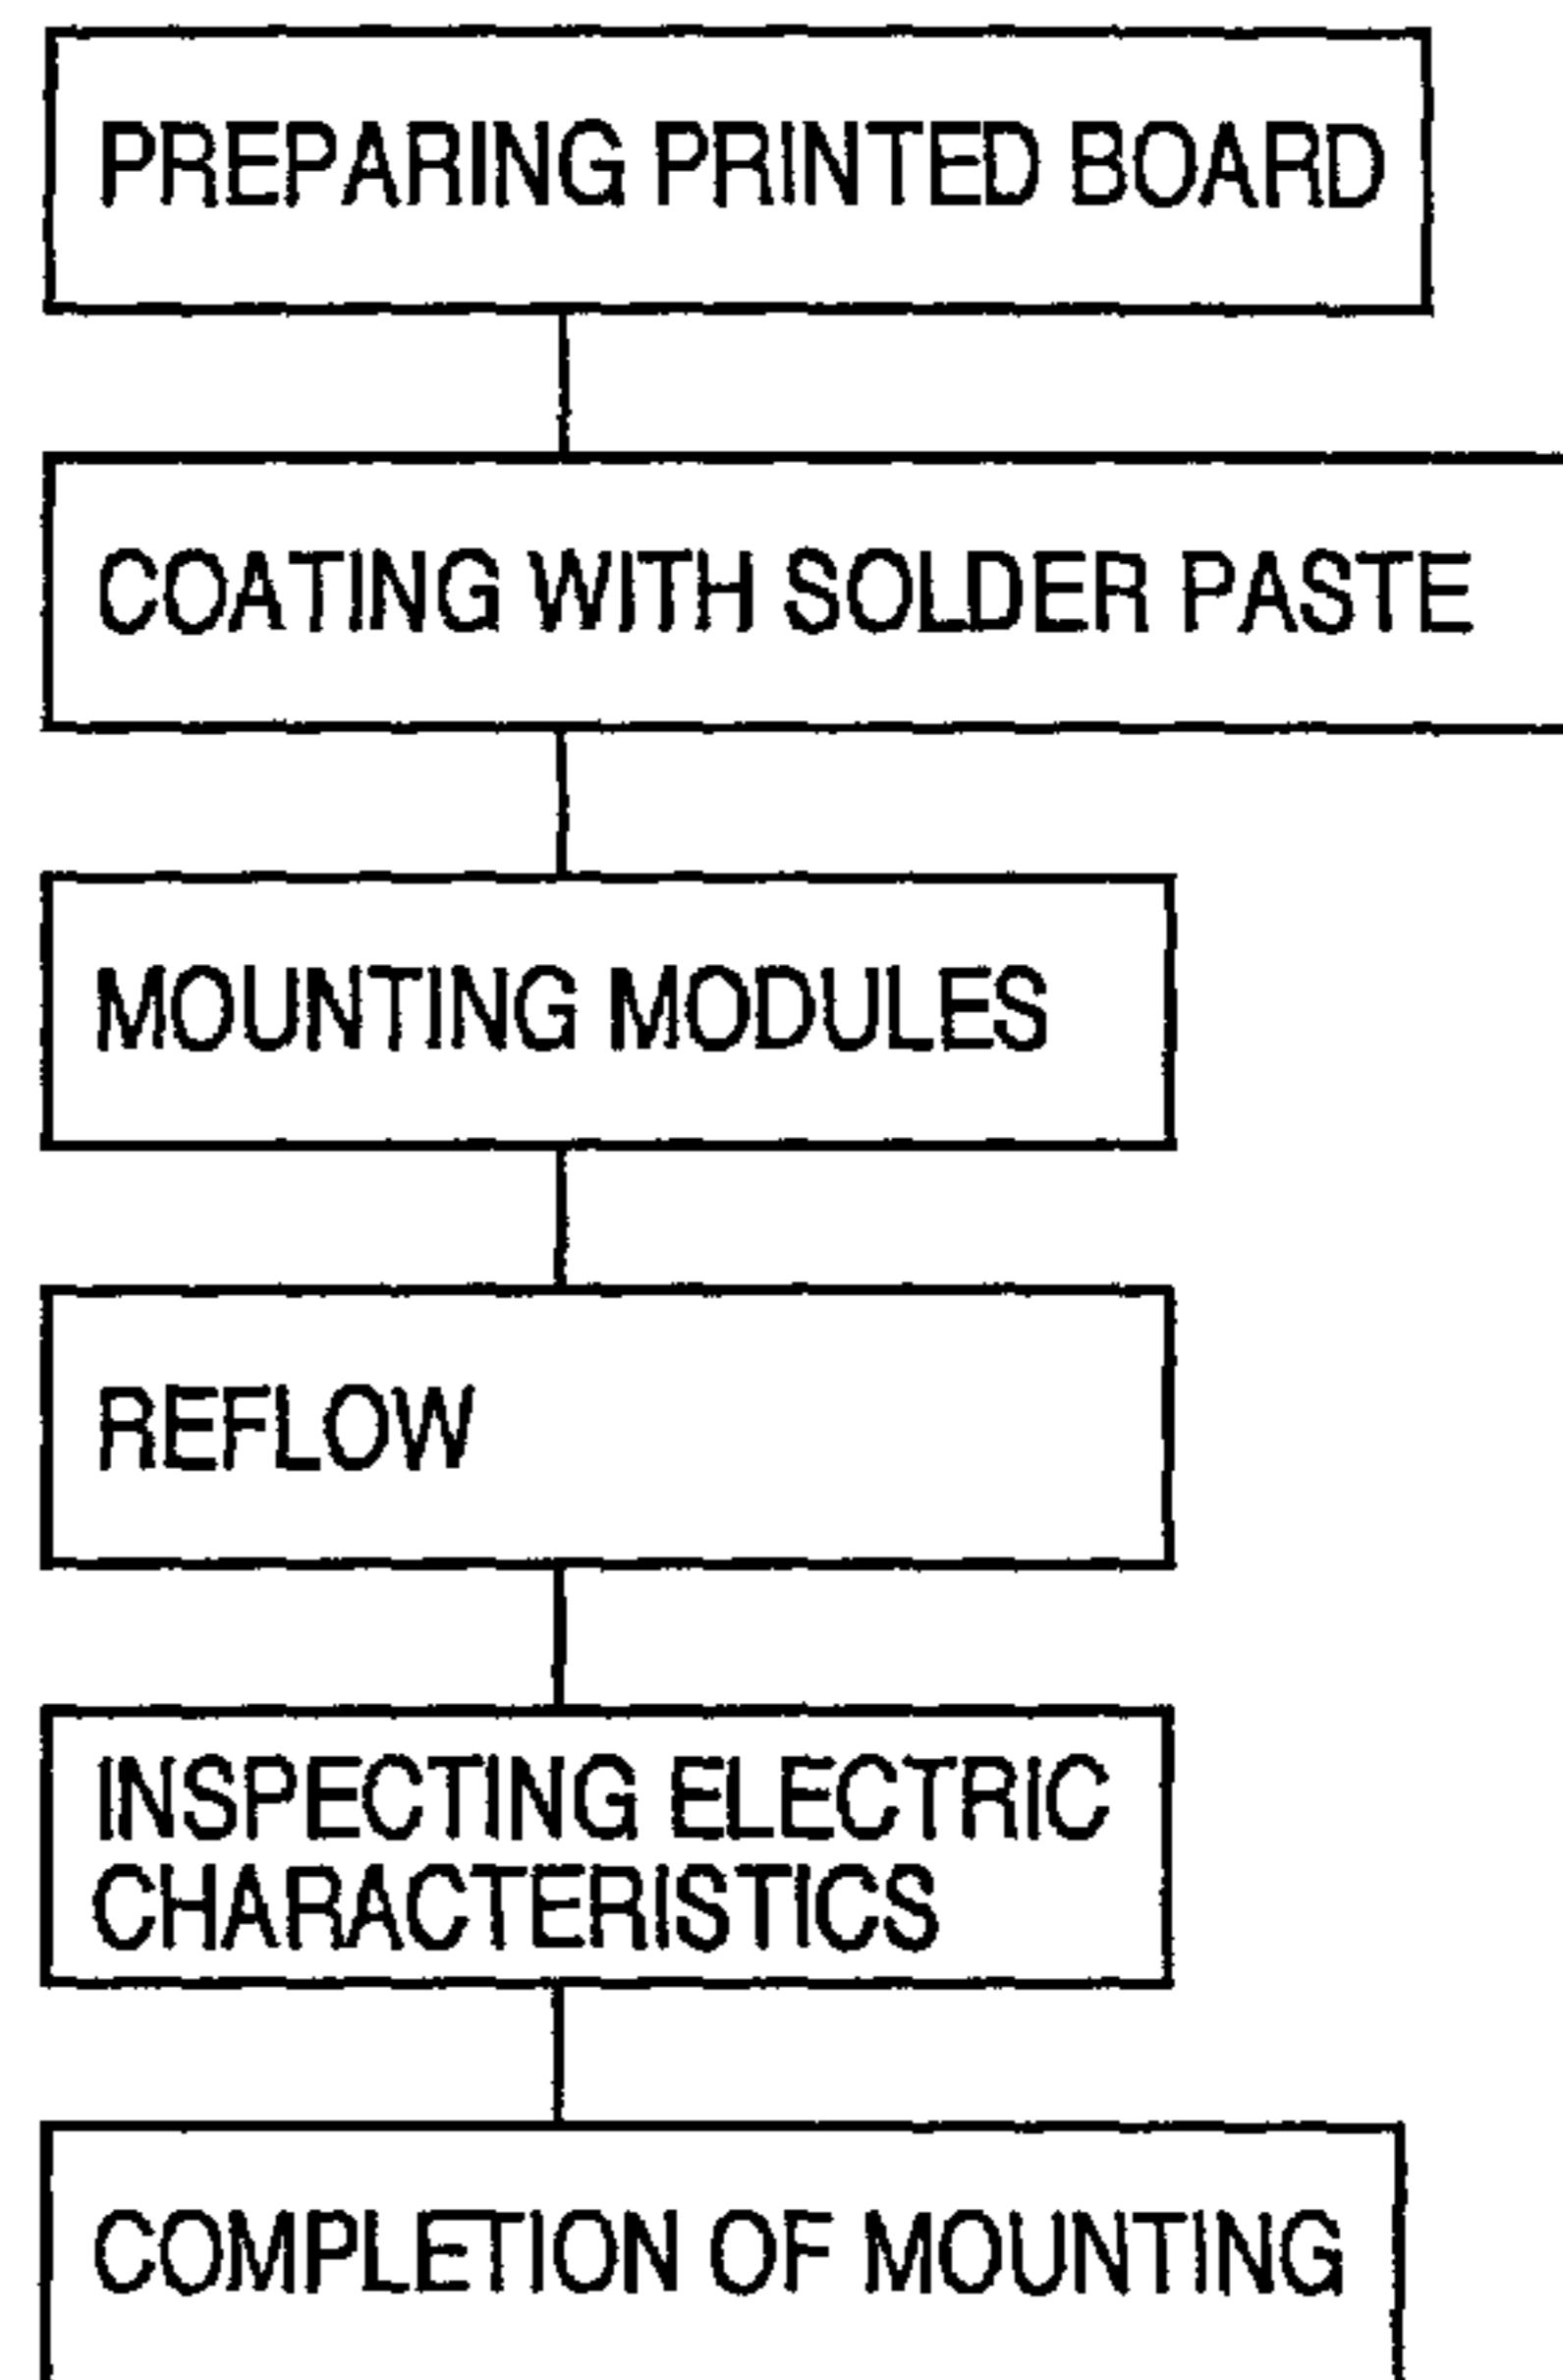 PREPARING PRINTED BOARD
COATING WITH SOLDER PASTE
MOUNTING MODULES
REFLOW
INSPECTING ELECTRIC
CHARACTERISTICS
COMPLETION OF MOUNTING